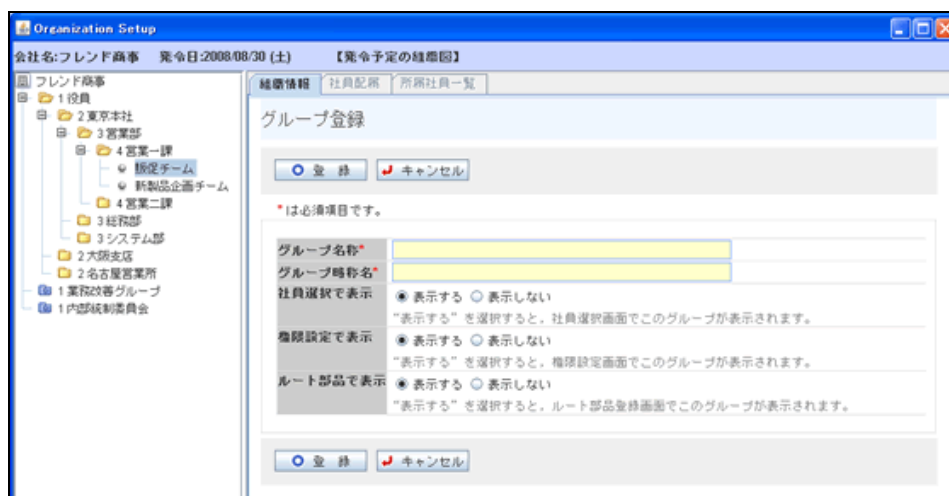 Organization Setup
会社名:フレンド商事 発令日:2008/08/30 (土) 【発令予定の組織図】
フレンド商事
1 役員
2 東京本社
3 営業部
4 営業一課
販促チーム
新製品企画チーム
4 営業二課
3 総務部
3 システム部
2 大阪支店
2 名古屋営業所
1 業務改善グループ
1 内部統制委員会
組織情報 社員配属 所属社員一覧
グループ登録
登 録 キャンセル
*は必須項目です。
グループ名称*
グループ略称名*
社員選択で表示 表示する 表示しない
"表示する" を選択すると，社員選択画面でこのグループが表示されます。
権限設定で表示 表示する 表示しない
"表示する" を選択すると，権限設定画面でこのグループが表示されます。
ルート部品で表示 表示する 表示しない
"表示する" を選択すると，ルート部品登録画面でこのグループが表示されます。
登 録 キャンセル